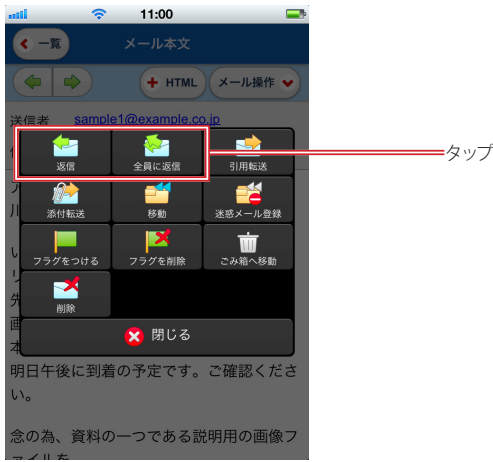 11:00
一覧
メール本文
HTML
メール操作
送信者 sample1@example.co.jp
返信
全員に返信
引用転送
タップ
添付転送
移動
迷惑メール登録
フラグをつける
フラグを削除
ごみ箱へ移動
削除
閉じる
明日午後に到着の予定です。ご確認くださ
い。
念の為、資料の一つである説明用の画像フ
ァイルを